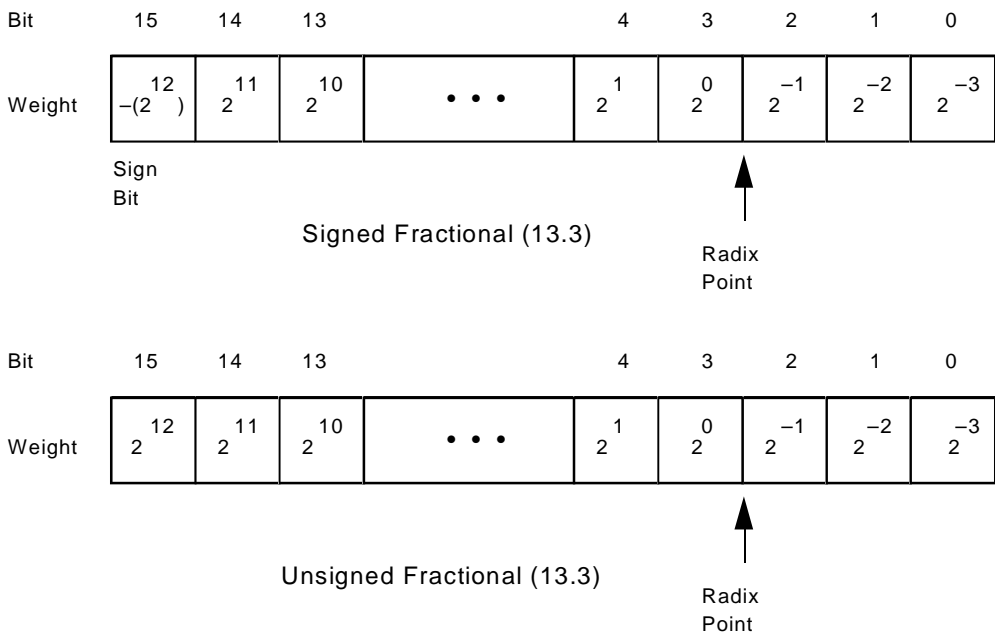 Bit 15 14 13 4 3 2 1 0
Weight –(2^12) 2^11 2^10 • • • 2^1 2^0 2^–1 2^–2 2^–3
Sign
Bit
Signed Fractional (13.3)
Radix
Point
Bit 15 14 13 4 3 2 1 0
Weight 2^12 2^11 2^10 • • • 2^1 2^0 2^–1 2^–2 2^–3
Unsigned Fractional (13.3)
Radix
Point